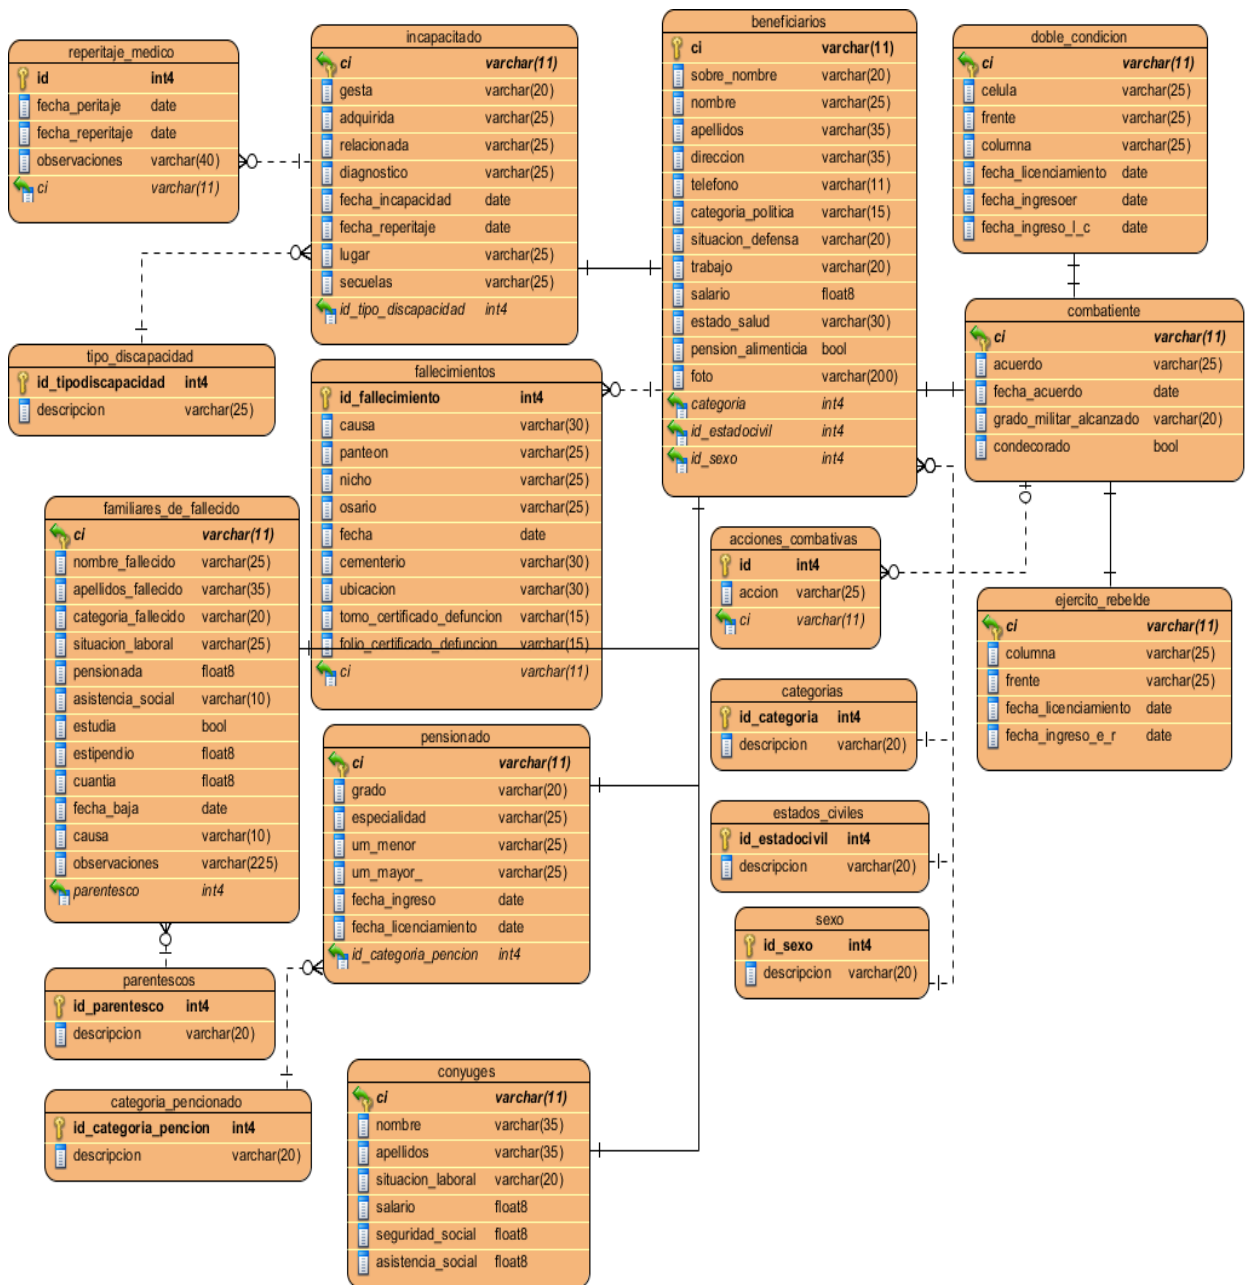 reperitaje_medico
id int4
fecha_peritaje date
fecha_reperitaje date
observaciones varchar(40)
ci varchar(11)
incapacitado
ci varchar(11)
gesta varchar(20)
adquirida varchar(25)
relacionada varchar(25)
diagnostico varchar(25)
fecha_incapacidad date
fecha_reperitaje date
lugar varchar(25)
secuelas varchar(25)
id_tipo_discapacidad int4
beneficiarios
ci varchar(11)
sobre_nombre varchar(20)
nombre varchar(25)
apellidos varchar(35)
direccion varchar(35)
telefono varchar(11)
categoria_politica varchar(15)
situacion_defensa varchar(20)
trabajo varchar(20)
salario float8
estado_salud varchar(30)
pension_alimenticia bool
foto varchar(200)
categoria int4
id_estadocivil int4
id_sexo int4
doble_condicion
ci varchar(11)
celula varchar(25)
frente varchar(25)
columna varchar(25)
fecha_licenciamiento date
fecha_ingresoer date
fecha_ingreso_l_c date
tipo_discapacidad
id_tipodiscapacidad int4
descripcion varchar(25)
fallecimientos
id_fallecimiento int4
causa varchar(30)
panteon varchar(25)
nicho varchar(25)
osario varchar(25)
fecha date
cementerio varchar(30)
ubicacion varchar(30)
tomo_certificado_defuncion varchar(15)
folio_certificado_defuncion varchar(15)
ci varchar(11)
combatiente
ci varchar(11)
acuerdo varchar(25)
fecha_acuerdo date
grado_militar_alcanzado varchar(20)
condecorado bool
familiares_de_fallecido
ci varchar(11)
nombre_fallecido varchar(25)
apellidos_fallecido varchar(35)
categoria_fallecido varchar(20)
situacion_laboral varchar(25)
pensionada float8
asistencia_social varchar(10)
estudia bool
estipendio float8
cuantia float8
fecha_baja date
causa varchar(10)
observaciones varchar(225)
parentesco int4
acciones_combativas
id int4
accion varchar(25)
ci varchar(11)
ejercito_rebelde
ci varchar(11)
columna varchar(25)
frente varchar(25)
fecha_licenciamiento date
fecha_ingreso_e_r date
categorias
id_categoria int4
descripcion varchar(20)
pensionado
ci varchar(11)
grado varchar(20)
especialidad varchar(25)
um_menor varchar(25)
um_mayor_ varchar(25)
fecha_ingreso date
fecha_licenciamiento date
id_categoria_pencion int4
estados_civiles
id_estadocivil int4
descripcion varchar(20)
sexo
id_sexo int4
descripcion varchar(20)
parentescos
id_parentesco int4
descripcion varchar(20)
categoria_pencionado
id_categoria_pencion int4
descripcion varchar(20)
conyuges
ci varchar(11)
nombre varchar(35)
apellidos varchar(35)
situacion_laboral varchar(20)
salario float8
seguridad_social float8
asistencia_social float8